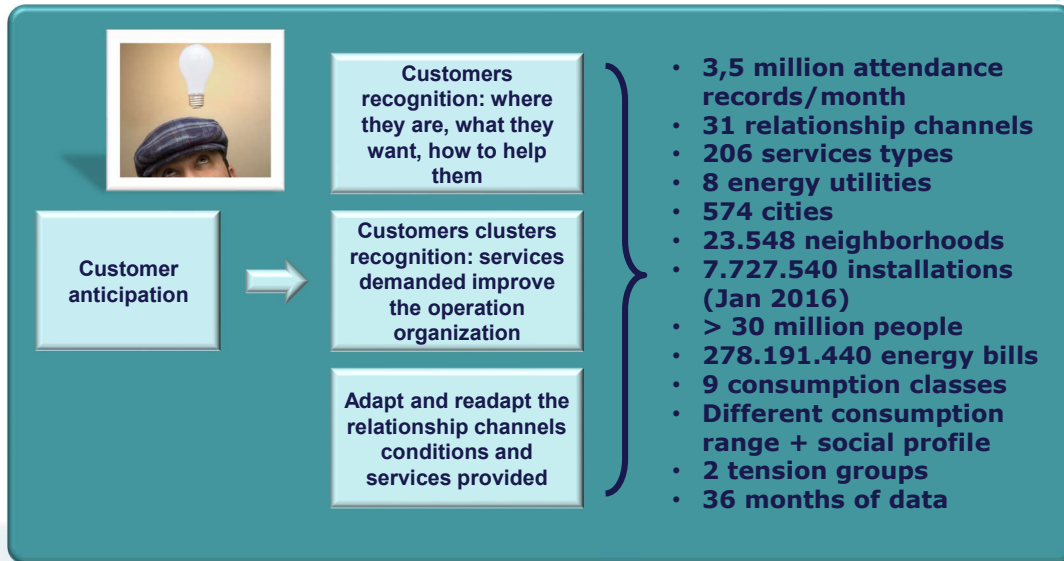 Customer
anticipation
Customers
recognition: where
they are, what they
want, how to help
them
Customers clusters
recognition: services
demanded improve
the operation
organization
Adapt and readapt the
relationship channels
conditions and
services provided
• 3,5 million attendance
records/month
• 31 relationship channels
• 206 services types
• 8 energy utilities
• 574 cities
• 23.548 neighborhoods
• 7.727.540 installations
(Jan 2016)
• > 30 million people
• 278.191.440 energy bills
• 9 consumption classes
• Different consumption
range + social profile
• 2 tension groups
• 36 months of data